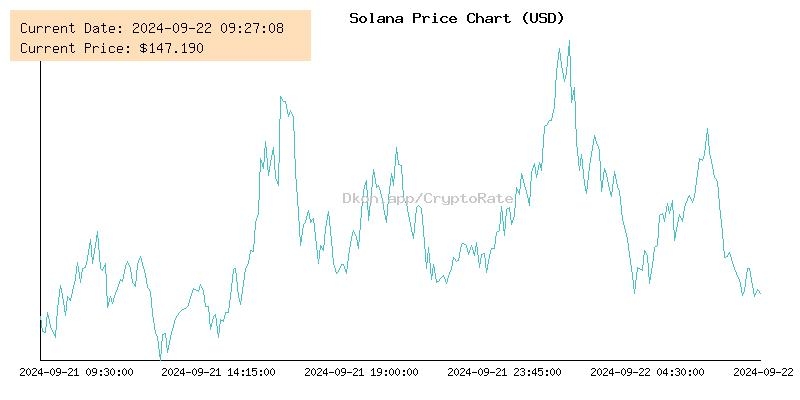 Solana Price Chart (USD)
Current Date: 2024-09-22 09:27:08
Current Price: $147.190
Dkon.app/CryptoRate
2024-09-21 09:30:00 2024-09-21 14:15:00 2024-09-21 19:00:00 2024-09-21 23:45:00 2024-09-22 04:30:00 2024-09-22